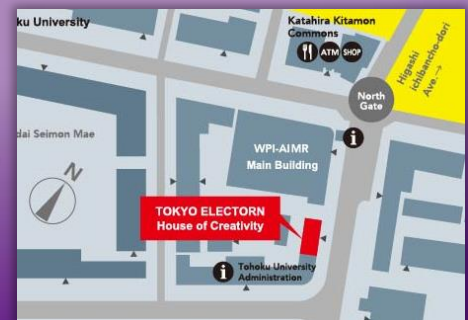 ku University
Katahira Kitamon
Commons
ATM
SHOP
Higashi
ichibancho-dori
Ave. →
North
Gate
dai Seimon Mae
i
WPI-AIMR
Main Building
N
TOKYO ELECTORN
House of Creativity
i
Tohoku University
Administration